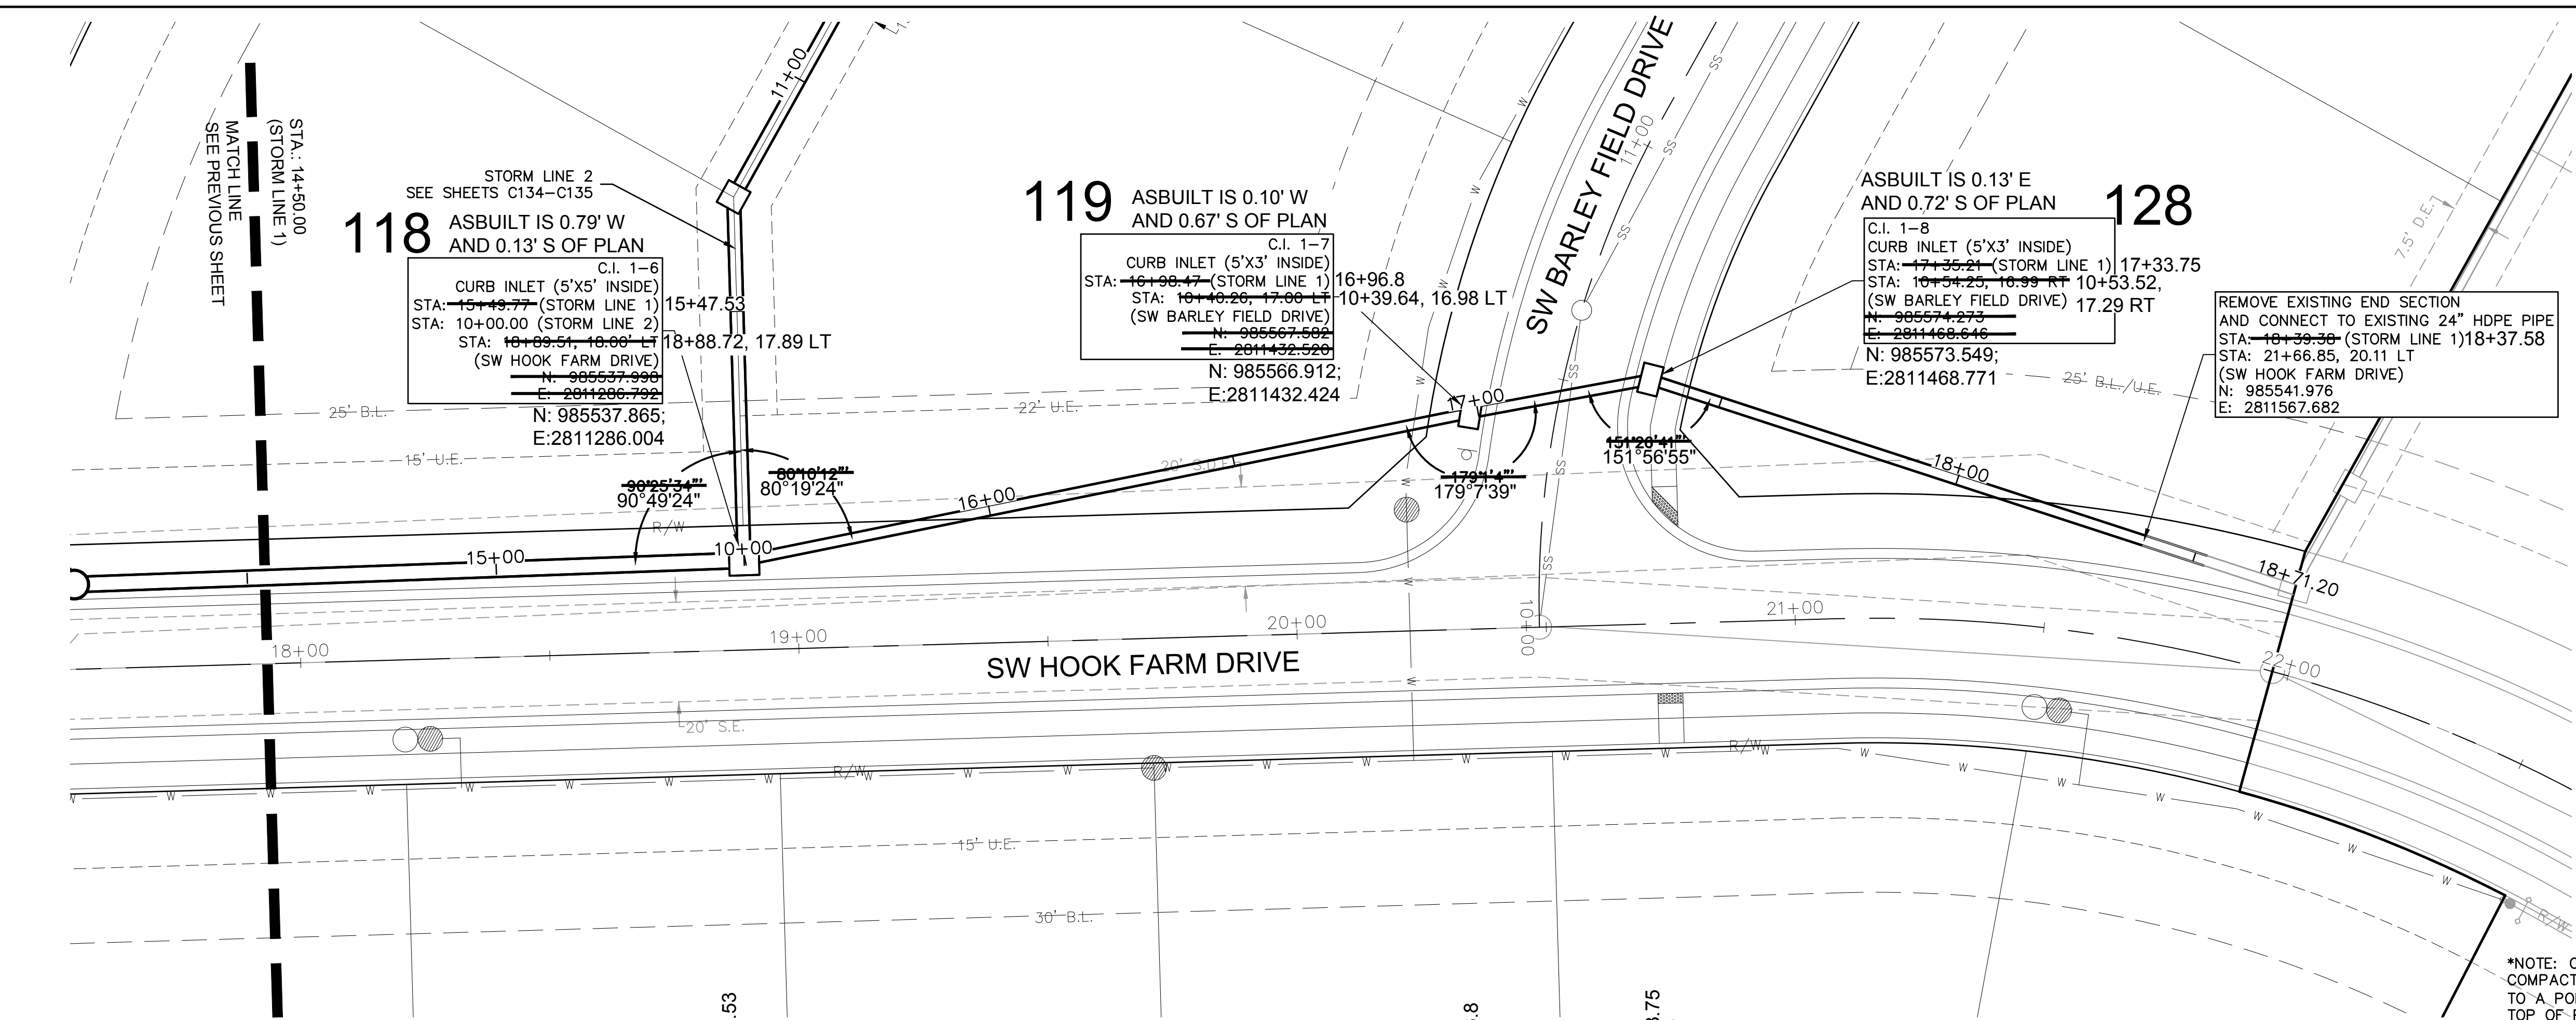 11+00
STA.: 14+50.00
(STORM LINE 1)
MATCH LINE
SEE PREVIOUS SHEET
STORM LINE 2
SEE SHEETS C134-C135
118
ASBUILT IS 0.79' W
AND 0.13' S OF PLAN
C.I. 1-6
CURB INLET (5'X5' INSIDE)
STA: 15+49.77 (STORM LINE 1) 15+47.53
STA: 10+00.00 (STORM LINE 2)
STA: 18+89.51, 18.00' LT 18+88.72, 17.89 LT
(SW HOOK FARM DRIVE)
N: 985537.998
E: 2811286.792
N: 985537.865;
E:2811286.004
119
ASBUILT IS 0.10' W
AND 0.67' S OF PLAN
C.I. 1-7
CURB INLET (5'X3' INSIDE)
STA: 16+98.47 (STORM LINE 1) 16+96.8
STA: 10+40.26, 17.00 LT 10+39.64, 16.98 LT
(SW BARLEY FIELD DRIVE)
N: 985567.582
E: 2811432.520
N: 985566.912;
E:2811432.424
SW BARLEY FIELD DRIVE
11+00
SS
SS
SS
SS
SS
SS
ASBUILT IS 0.13' E
AND 0.72' S OF PLAN
128
C.I. 1-8
CURB INLET (5'X3' INSIDE)
STA: 17+35.21 (STORM LINE 1) 17+33.75
STA: 10+54.25, 16.99 RT 10+53.52,
(SW BARLEY FIELD DRIVE) 17.29 RT
N: 985574.273
E: 2811468.646
N: 985573.549;
E:2811468.771
7.5' D.E.
REMOVE EXISTING END SECTION
AND CONNECT TO EXISTING 24" HDPE PIPE
STA: 18+39.38 (STORM LINE 1)18+37.58
STA: 21+66.85, 20.11 LT
(SW HOOK FARM DRIVE)
N: 985541.976
E: 2811567.682
25' B.L.
22' U.E.
25' B.L./U.E.
15' U.E.
20' S.D.E.
90°25'34"
90°49'24"
80°10'12"
80°19'24"
179°1'4"
179°7'39"
151°20'41"
151°56'55"
17+00
16+00
18+00
R/W
15+00
10+00
18+71.20
18+00
19+00
20+00
10+00
21+00
22+00
SW HOOK FARM DRIVE
20' S.E.
R/W
R/W
15' U.E.
30' B.L.
R/W
.53
.8
.75
*NOTE:
COMPACT
TO A
TOP OF